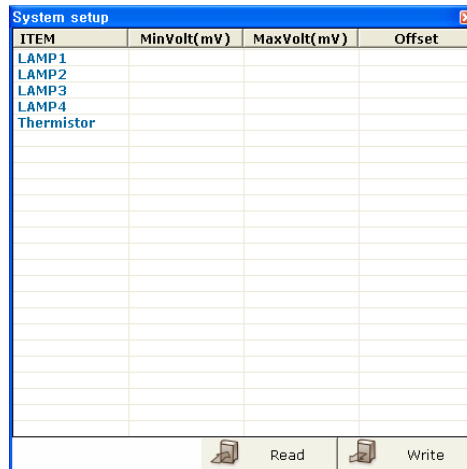 System setup
ITEM MinVolt(mV) MaxVolt(mV) Offset
LAMP1
LAMP2
LAMP3
LAMP4
Thermistor
Read Write